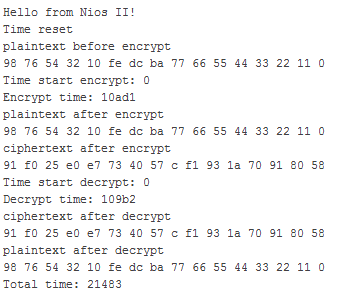 Hello from Nios II!
Time reset
plaintext before encrypt
98 76 54 32 10 fe dc ba 77 66 55 44 33 22 11 0
Time start encrypt: 0
Encrypt time: 10ad1
plaintext after encrypt
98 76 54 32 10 fe dc ba 77 66 55 44 33 22 11 0
ciphertext after encrypt
91 f0 25 e0 e7 73 40 57 c f1 93 1a 70 91 80 58
Time start decrypt: 0
Decrypt time: 109b2
ciphertext after decrypt
91 f0 25 e0 e7 73 40 57 c f1 93 1a 70 91 80 58
plaintext after decrypt
98 76 54 32 10 fe dc ba 77 66 55 44 33 22 11 0
Total time: 21483